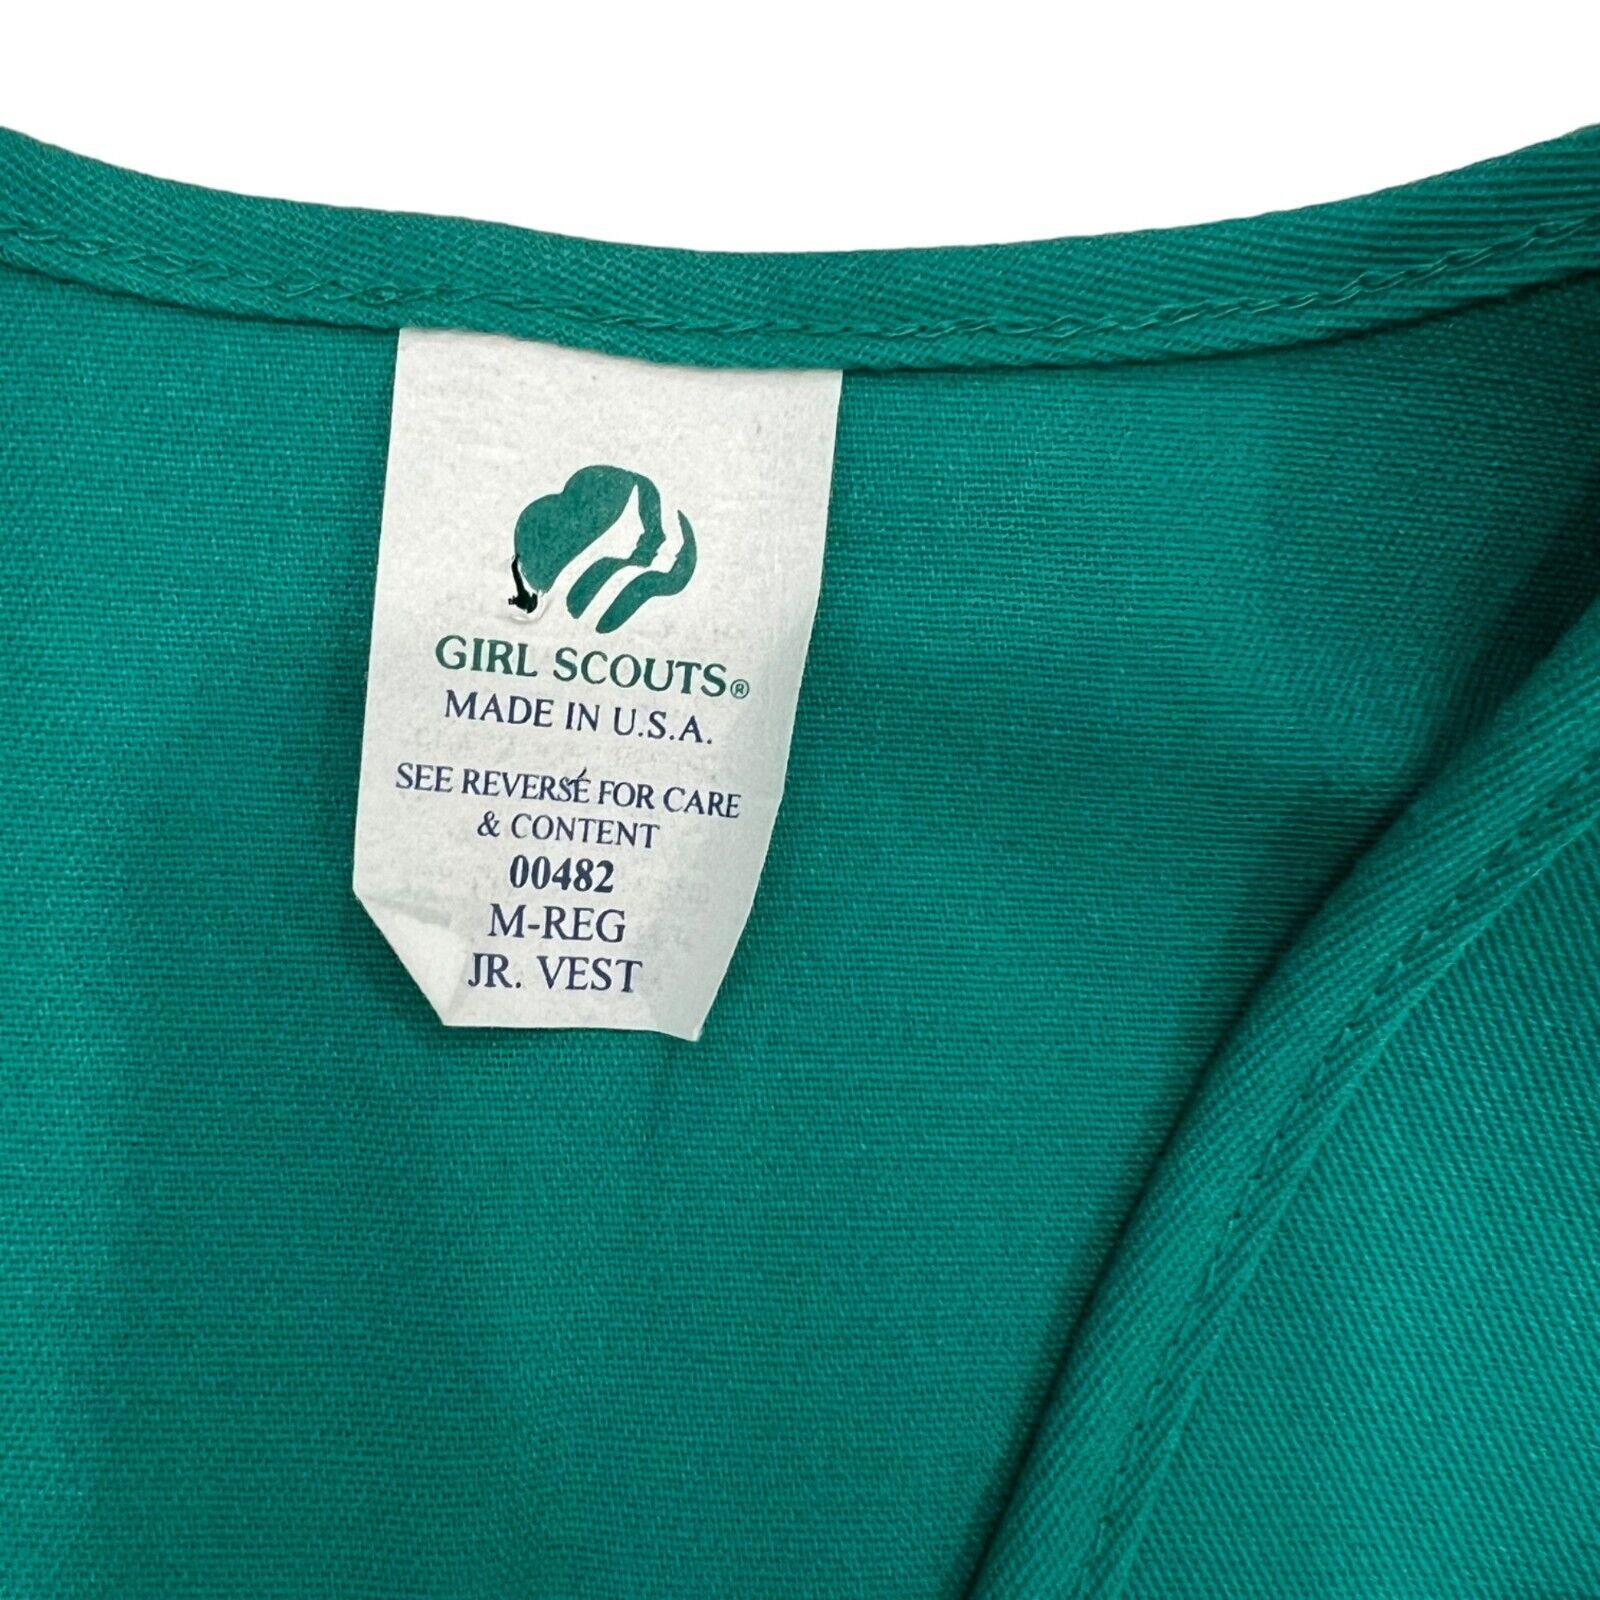 GIRL SCOUTS®
MADE IN U.S.A.
SEE REVERSE FOR CARE
& CONTENT
00482
M-REG
JR. VEST